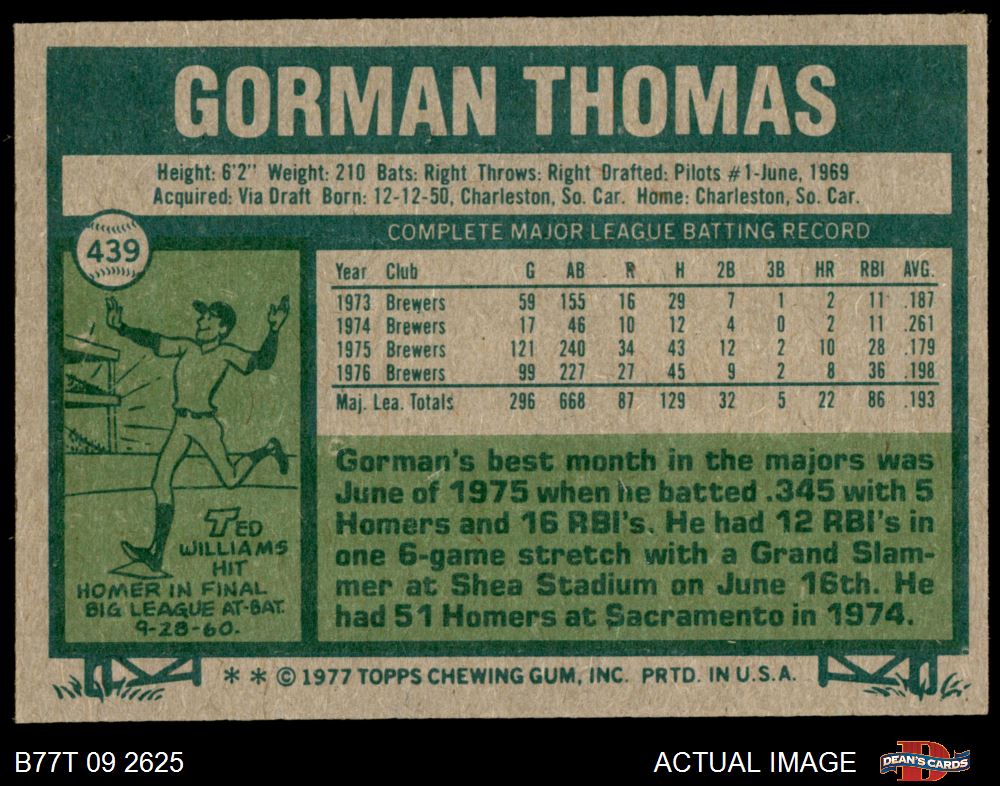 GORMAN THOMAS
Height: 6'2" Weight: 210 Bats: Right Throws: Right Drafted: Pilots #1-June, 1969
Acquired: Via Draft Born: 12-12-50, Charleston, So. Car. Home: Charleston, So. Car.
439
COMPLETE MAJOR LEAGUE BATTING RECORD
Year Club G AB R H 2B 3B HR RBI AVG.
1973 Brewers 59 155 16 29 7 1 2 11 .187
1974 Brewers 17 46 10 12 4 0 2 11 .261
1975 Brewers 121 240 34 43 12 2 10 28 .179
1976 Brewers 99 227 27 45 9 2 8 36 .198
Maj. Lea. Totals 296 668 87 129 32 5 22 86 .193
TED
WILLIAMS
HIT
HOMER IN FINAL
BIG LEAGUE AT-BAT.
9-28-60.
Gorman's best month in the majors was
June of 1975 when he batted .345 with 5
Homers and 16 RBI's. He had 12 RBI's in
one 6-game stretch with a Grand Slam-
mer at Shea Stadium on June 16th. He
had 51 Homers at Sacramento in 1974.
* * © 1977 TOPPS CHEWING GUM, INC. PRTD. IN U.S.A.
B77T 09 2625
ACTUAL IMAGE
D
DEAN'S CARDS